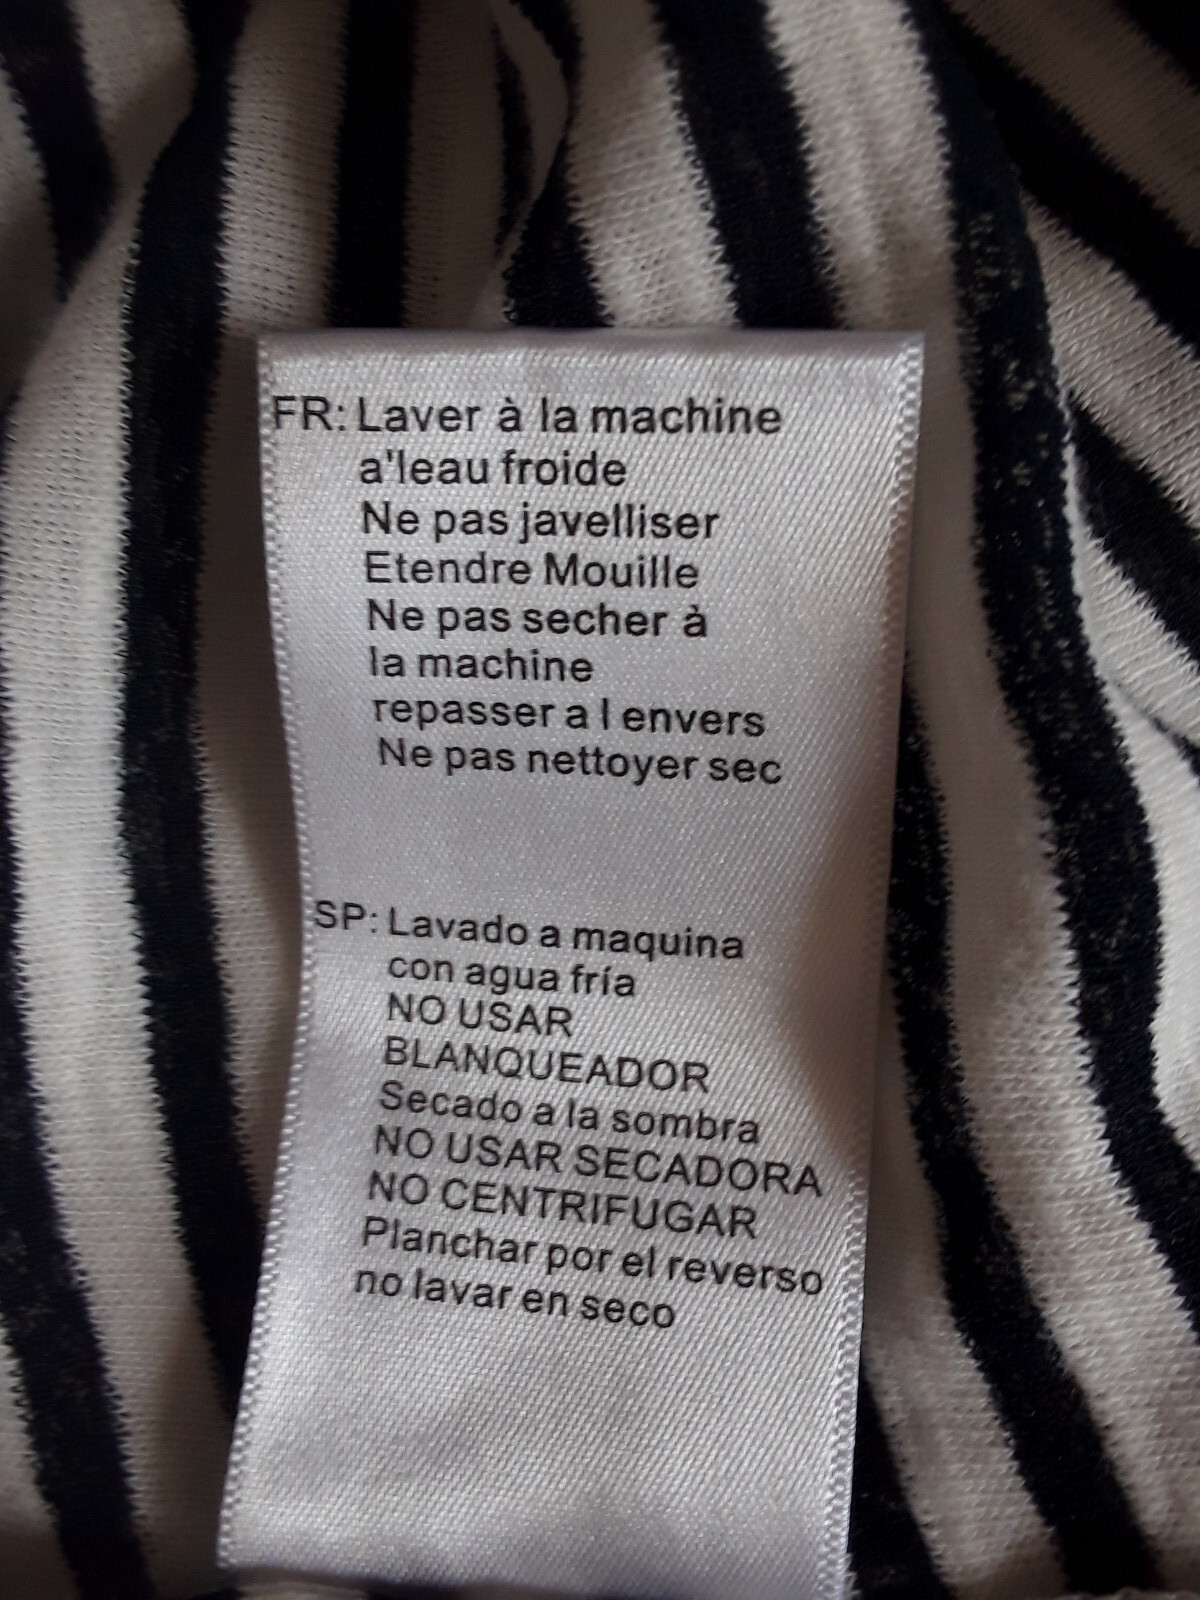 FR: Laver à la machine
a'leau froide
Ne pas javelliser
Etendre Mouille
Ne pas secher à
la machine
repasser a l envers
Ne pas nettoyer sec
SP: Lavado a maquina
con agua fría
NO USAR
BLANQUEADOR
Secado a la sombra
NO USAR SECADORA
NO CENTRIFUGAR
Planchar por el reverso
no lavar en seco